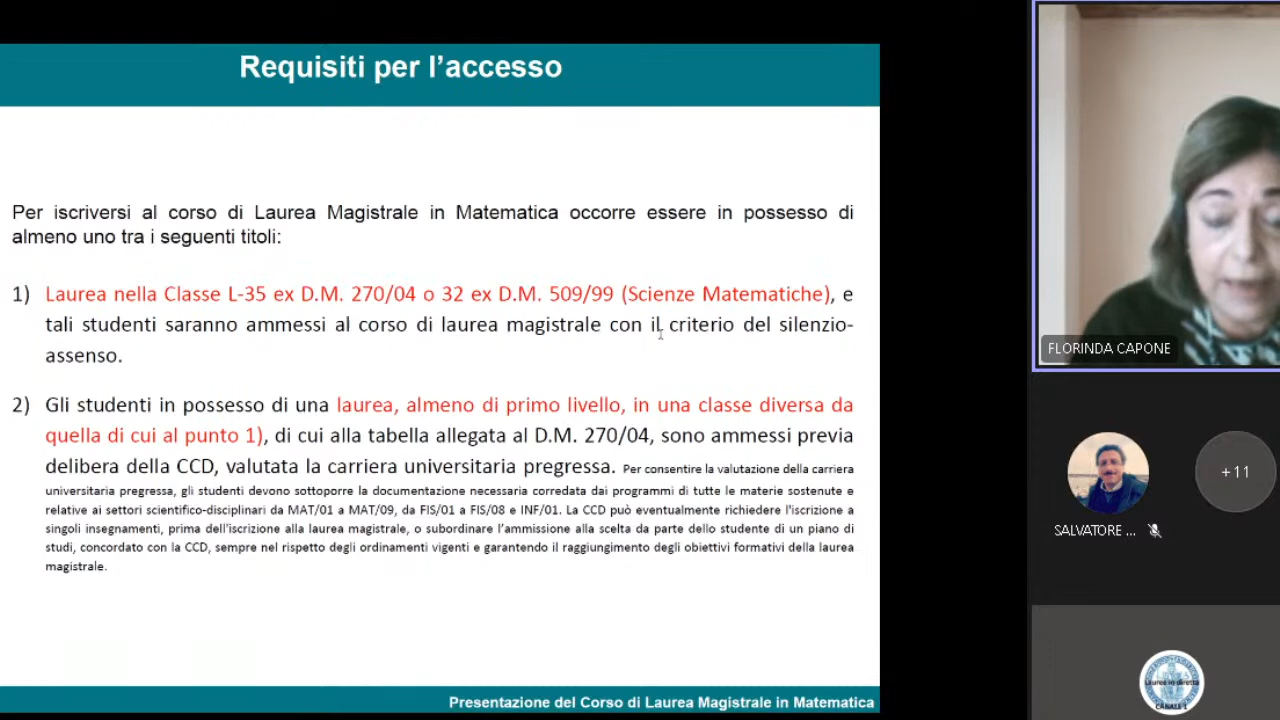 Requisiti per l'accesso
Per iscriversi al corso di Laurea Magistrale in Matematica occorre essere in possesso di
almeno uno tra i seguenti titoli:
1) Laurea nella Classe L-35 ex D.M. 270/04 o 32 ex D.M. 509/99 (Scienze Matematiche), e
tali studenti saranno ammessi al corso di laurea magistrale con il criterio del silenzio-
assenso.
2) Gli studenti in possesso di una laurea, almeno di primo livello, in una classe diversa da
quella di cui al punto 1), di cui alla tabella allegata al D.M. 270/04, sono ammessi previa
delibera della CCD, valutata la carriera universitaria pregressa. Per consentire la valutazione della carriera
universitaria pregressa, gli studenti devono sottoporre la documentazione necessaria corredata dai programmi di tutte le materie sostenute e
relative ai settori scientifico-disciplinari da MAT/01 a MAT/09, da FIS/01 a FIS/08 e INF/01. La CCD può eventualmente richiedere l'iscrizione a
singoli insegnamenti, prima dell'iscrizione alla laurea magistrale, o subordinare l'ammissione alla scelta da parte dello studente di un piano di
studi, concordato con la CCD, sempre nel rispetto degli ordinamenti vigenti e garantendo il raggiungimento degli obiettivi formativi della laurea
magistrale.
Presentazione del Corso di Laurea Magistrale in Matematica
FLORINDA CAPONE
+11
SALVATORE ...
Lauree in diretta
CANALE 1